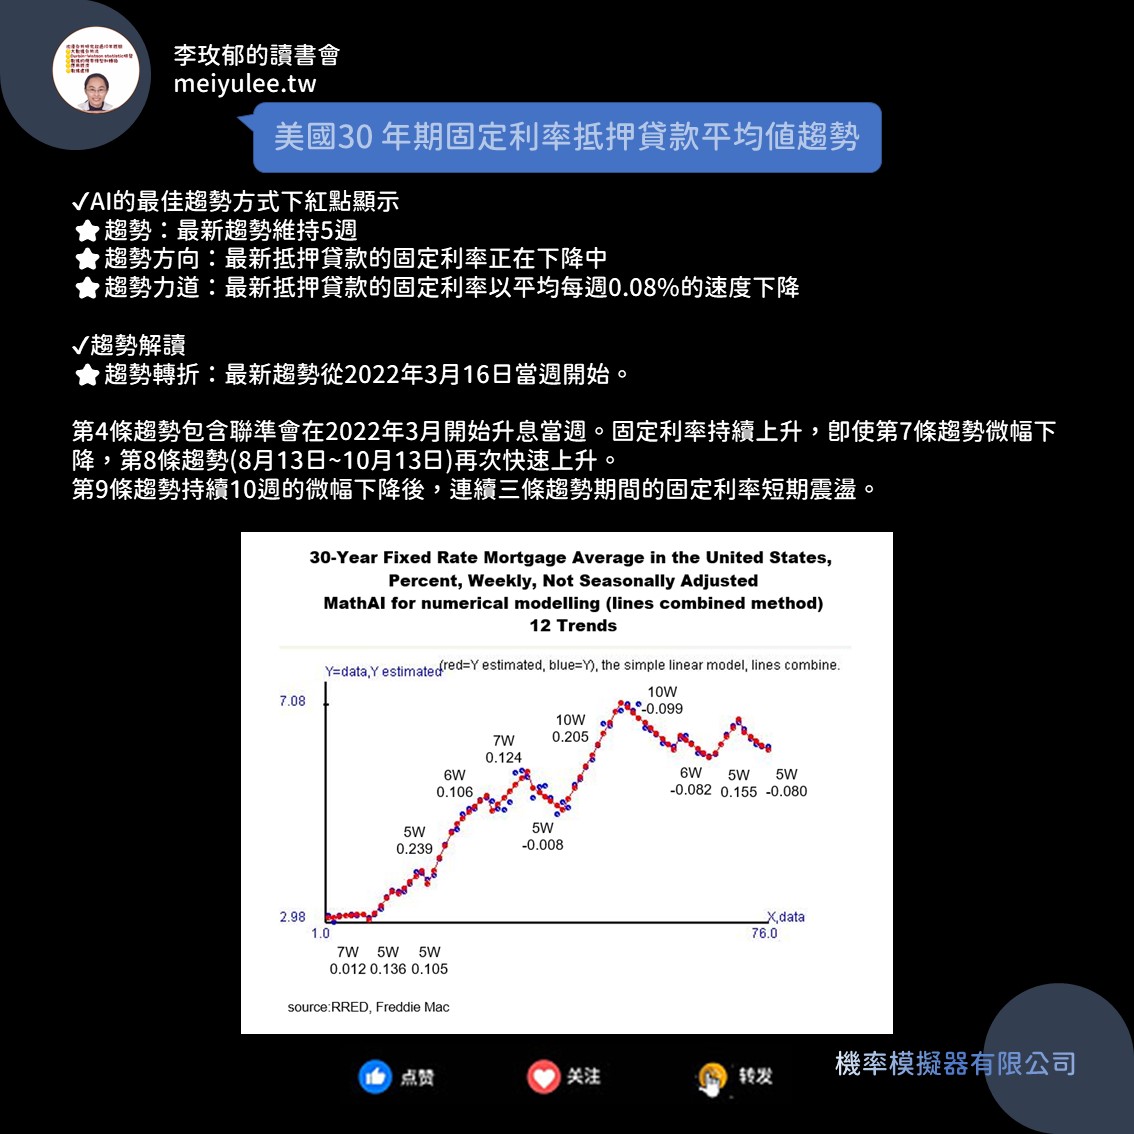 李玫郁的讀書會
meiyulee.tw
美國30 年期固定利率抵押貸款平均值趨勢
✓AI的最佳趨勢方式下紅點顯示
★ 趨勢：最新趨勢維持5週
★ 趨勢方向：最新抵押貸款的固定利率正在下降中
★ 趨勢力道：最新抵押貸款的固定利率以平均每週0.08%的速度下降
✓趨勢解讀
★ 趨勢轉折：最新趨勢從2022年3月16日當週開始。
第4條趨勢包含聯準會在2022年3月開始升息當週。固定利率持續上升，即使第7條趨勢微幅下
降，第8條趨勢(8月13日~10月13日)再次快速上升。
第9條趨勢持續10週的微幅下降後，連續三條趨勢期間的固定利率短期震盪。
30-Year Fixed Rate Mortgage Average in the United States,
Percent, Weekly, Not Seasonally Adjusted
MathAI for numerical modelling (lines combined method)
12 Trends
Y=data,Y estimated
(red=Y estimated, blue=Y), the simple linear model, lines combine.
7.08
10W
-0.099
10W
0.205
7W
0.124
6W
0.106
6W
-0.082
5W
0.155
5W
-0.080
5W
0.239
5W
-0.008
2.98
X,data
1.0
76.0
7W
0.012
5W
0.136
5W
0.105
source:RRED, Freddie Mac
点赞
关注
转发
機率模擬器有限公司